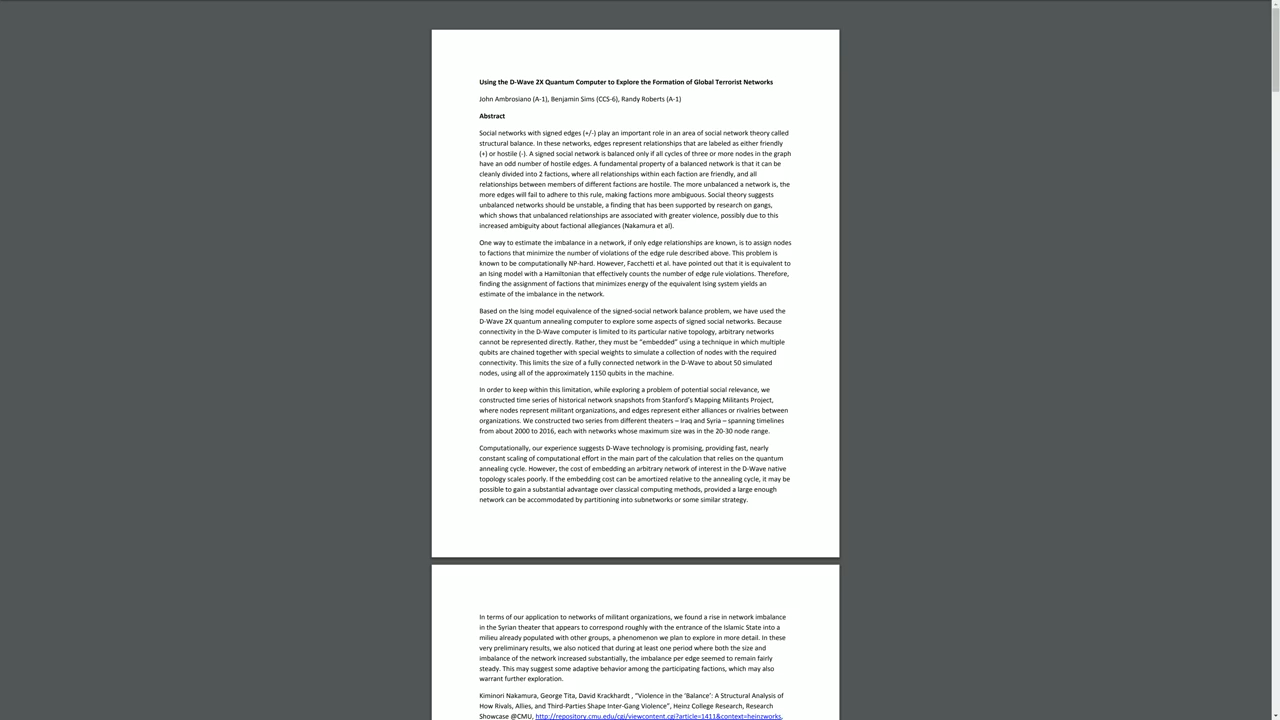 Using the D-Wave 2X Quantum Computer to Explore the Formation of Global Terrorist Networks
John Ambrosiano (A-1), Benjamin Sims (CCS-6), Randy Roberts (A-1)
Abstract
Social networks with signed edges (+/-) play an important role in an area of social network theory called
structural balance. In these networks, edges represent relationships that are labeled as either friendly
(+) or hostile (-). A signed social network is balanced only if all cycles of three or more nodes in the graph
have an odd number of hostile edges. A fundamental property of a balanced network is that it can be
cleanly divided into 2 factions, where all relationships within each faction are friendly, and all
relationships between members of different factions are hostile. The more unbalanced a network is, the
more edges will fail to adhere to this rule, making factions more ambiguous. Social theory suggests
unbalanced networks should be unstable, a finding that has been supported by research on gangs,
which shows that unbalanced relationships are associated with greater violence, possibly due to this
increased ambiguity about factional allegiances (Nakamura et al).
One way to estimate the imbalance in a network, if only edge relationships are known, is to assign nodes
to factions that minimize the number of violations of the edge rule described above. This problem is
known to be computationally NP-hard. However, Facchetti et al. have pointed out that it is equivalent to
an Ising model with a Hamiltonian that effectively counts the number of edge rule violations. Therefore,
finding the assignment of factions that minimizes energy of the equivalent Ising system yields an
estimate of the imbalance in the network.
Based on the Ising model equivalence of the signed-social network balance problem, we have used the
D-Wave 2X quantum annealing computer to explore some aspects of signed social networks. Because
connectivity in the D-Wave computer is limited to its particular native topology, arbitrary networks
cannot be represented directly. Rather, they must be “embedded” using a technique in which multiple
qubits are chained together with special weights to simulate a collection of nodes with the required
connectivity. This limits the size of a fully connected network in the D-Wave to about 50 simulated
nodes, using all of the approximately 1150 qubits in the machine.
In order to keep within this limitation, while exploring a problem of potential social relevance, we
constructed time series of historical network snapshots from Stanford’s Mapping Militants Project,
where nodes represent militant organizations, and edges represent either alliances or rivalries between
organizations. We constructed two series from different theaters – Iraq and Syria – spanning timelines
from about 2000 to 2016, each with networks whose maximum size was in the 20-30 node range.
Computationally, our experience suggests D-Wave technology is promising, providing fast, nearly
constant scaling of computational effort in the main part of the calculation that relies on the quantum
annealing cycle. However, the cost of embedding an arbitrary network of interest in the D-Wave native
topology scales poorly. If the embedding cost can be amortized relative to the annealing cycle, it may be
possible to gain a substantial advantage over classical computing methods, provided a large enough
network can be accommodated by partitioning into subnetworks or some similar strategy.
In terms of our application to networks of militant organizations, we found a rise in network imbalance
in the Syrian theater that appears to correspond roughly with the entrance of the Islamic State into a
milieu already populated with other groups, a phenomenon we plan to explore in more detail. In these
very preliminary results, we also noticed that during at least one period where both the size and
imbalance of the network increased substantially, the imbalance per edge seemed to remain fairly
steady. This may suggest some adaptive behavior among the participating factions, which may also
warrant further exploration.
Kiminori Nakamura, George Tita, David Krackhardt , “Violence in the ‘Balance’: A Structural Analysis of
How Rivals, Allies, and Third-Parties Shape Inter-Gang Violence”, Heinz College Research, Research
Showcase @CMU, http://repository.cmu.edu/cgi/viewcontent.cgi?article=1411&context=heinzworks,